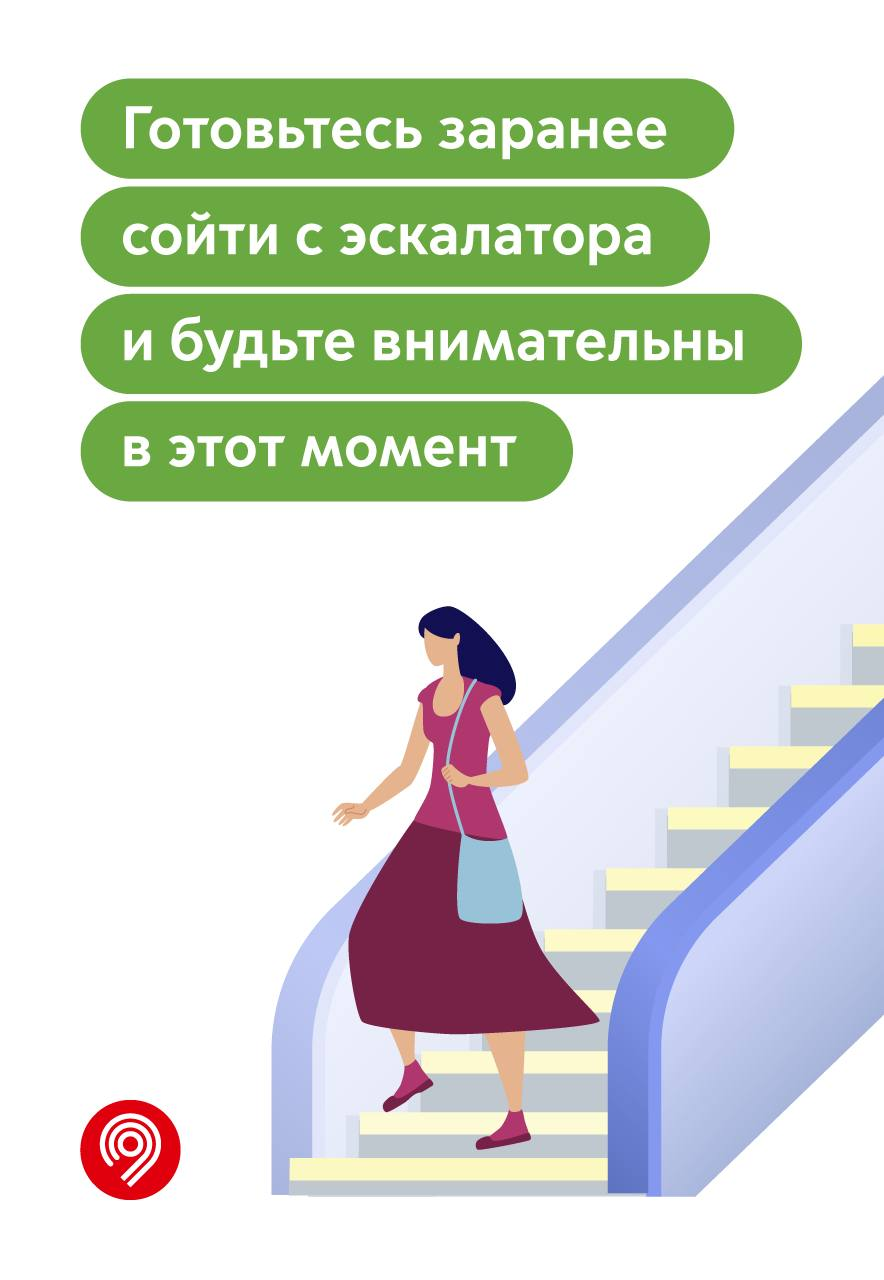 Готовьтесь заранее
сойти с эскалатора
и будьте внимательны
в этот момент